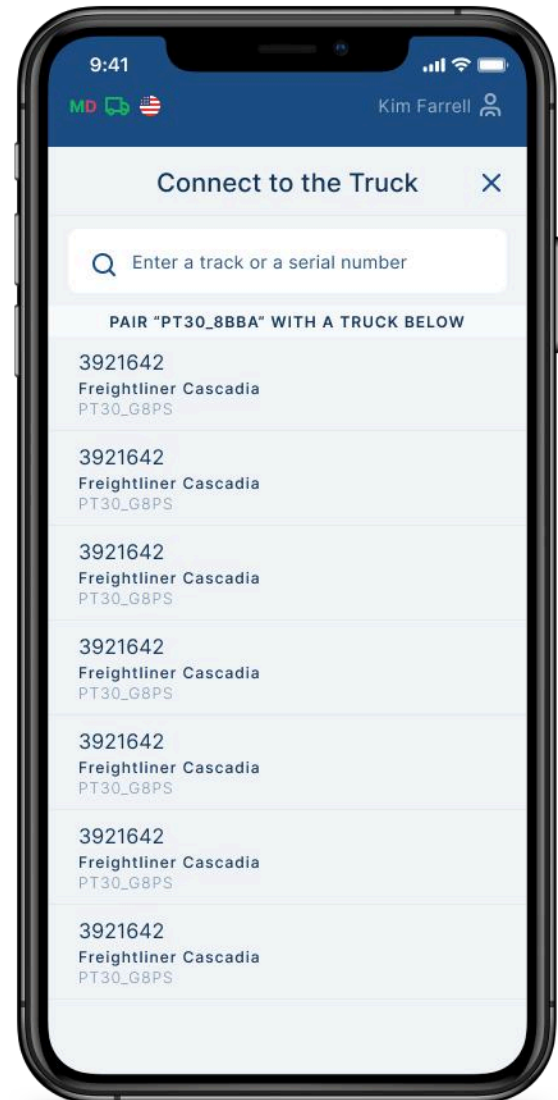 9:41
MD
Kim Farrell
Connect to the Truck
Enter a track or a serial number
PAIR "PT30_8BBA" WITH A TRUCK BELOW
3921642
Freightliner Cascadia
PT30_G8PS
3921642
Freightliner Cascadia
PT30_G8PS
3921642
Freightliner Cascadia
PT30_G8PS
3921642
Freightliner Cascadia
PT30_G8PS
3921642
Freightliner Cascadia
PT30_G8PS
3921642
Freightliner Cascadia
PT30_G8PS
3921642
Freightliner Cascadia
PT30_G8PS